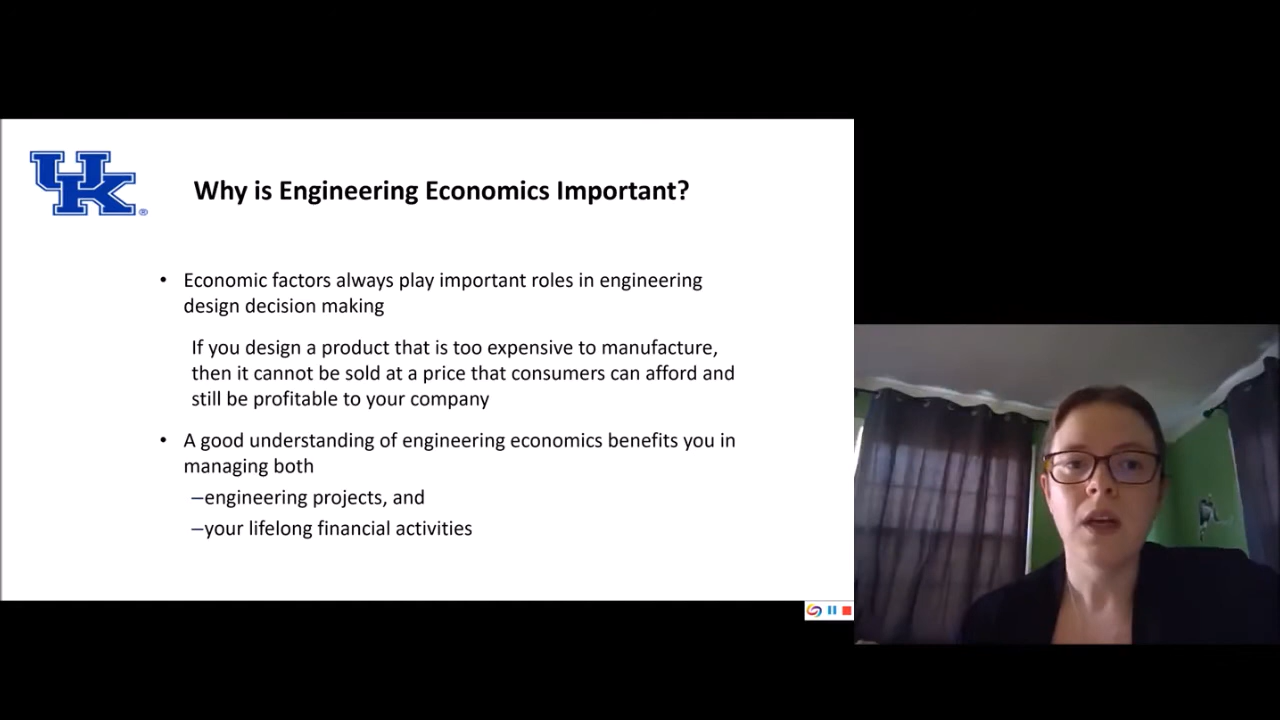 UK®
Why is Engineering Economics Important?
• Economic factors always play important roles in engineering
design decision making
If you design a product that is too expensive to manufacture,
then it cannot be sold at a price that consumers can afford and
still be profitable to your company
• A good understanding of engineering economics benefits you in
managing both
–engineering projects, and
–your lifelong financial activities